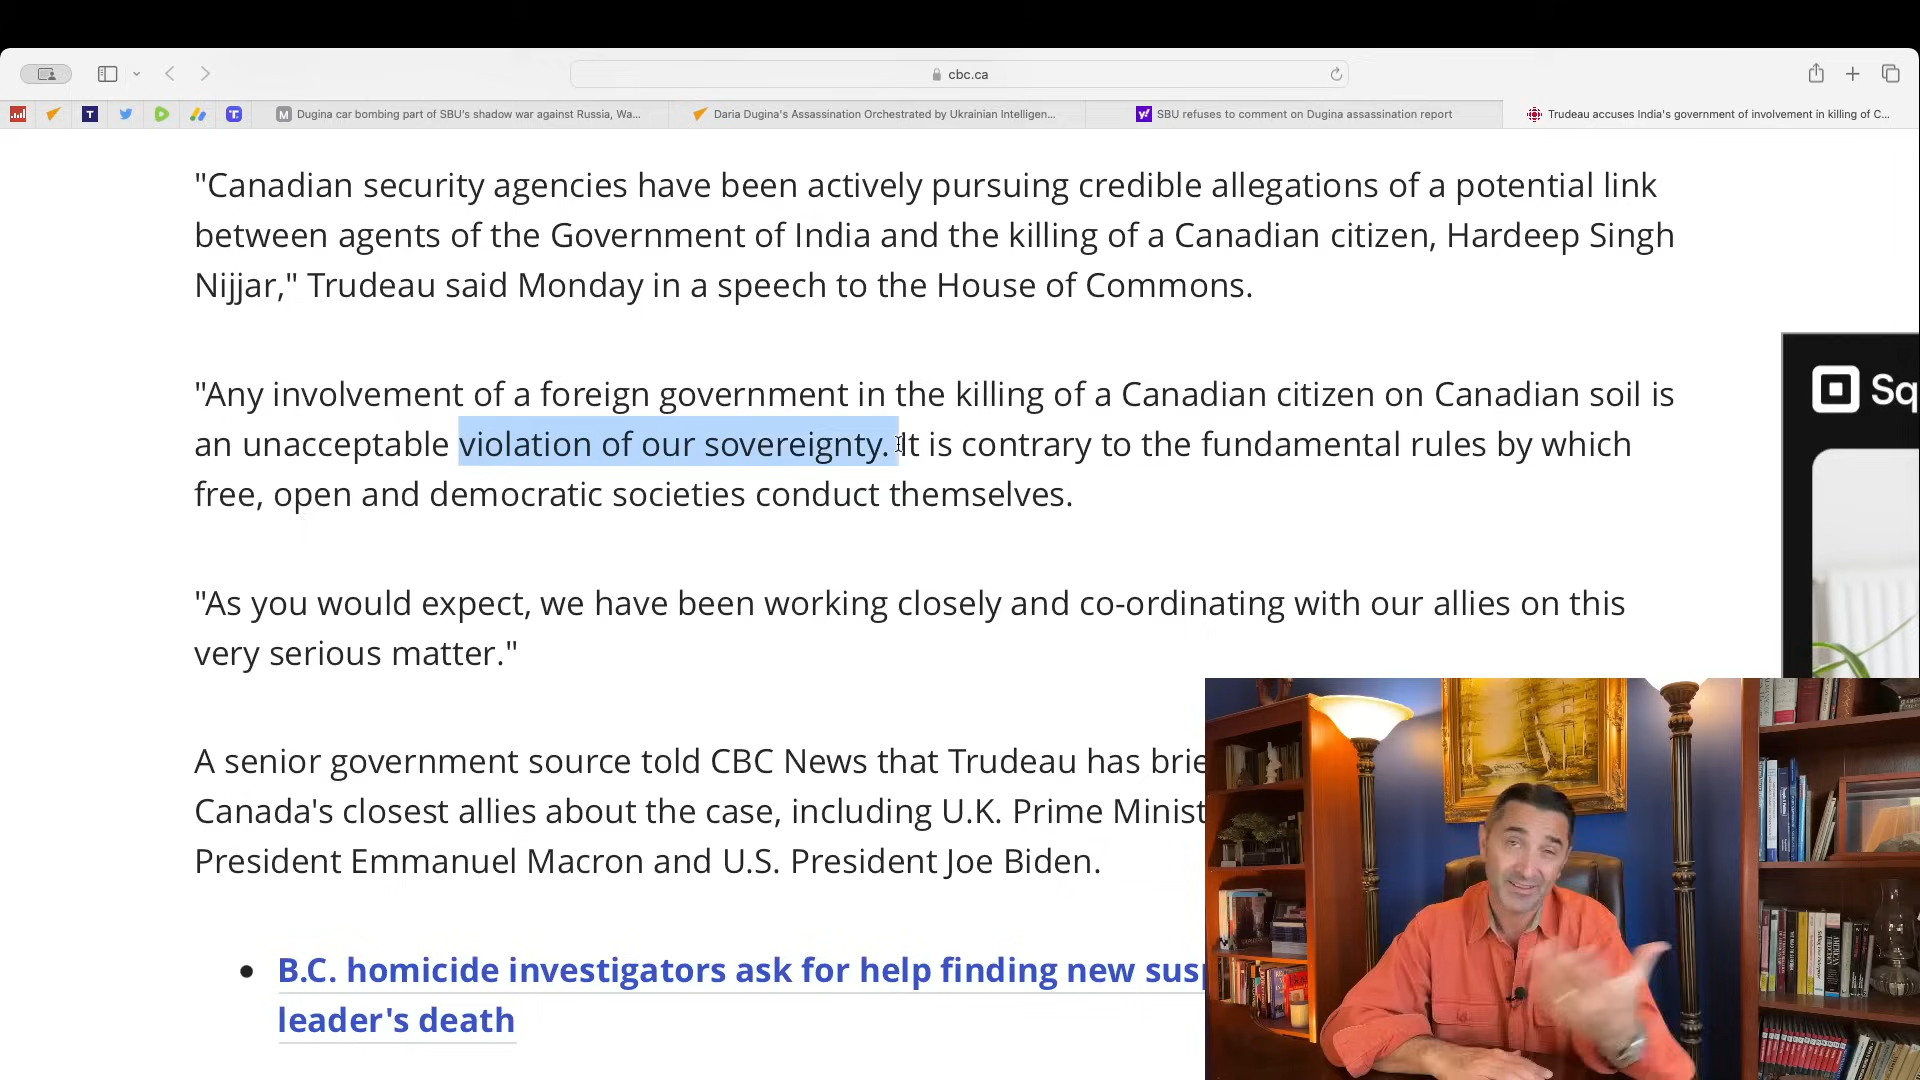 cbc.ca
Dugina car bombing part of SBU's shadow war against Russia, Wa...
Daria Dugina's Assassination Orchestrated by Ukrainian Intelligen...
SBU refuses to comment on Dugina assassination report
Trudeau accuses India's government of involvement in killing of C...
"Canadian security agencies have been actively pursuing credible allegations of a potential link
between agents of the Government of India and the killing of a Canadian citizen, Hardeep Singh
Nijjar," Trudeau said Monday in a speech to the House of Commons.
"Any involvement of a foreign government in the killing of a Canadian citizen on Canadian soil is
an unacceptable violation of our sovereignty. It is contrary to the fundamental rules by which
free, open and democratic societies conduct themselves.
Sq
"As you would expect, we have been working closely and co-ordinating with our allies on this
very serious matter."
A senior government source told CBC News that Trudeau has brie
Canada's closest allies about the case, including U.K. Prime Minist
President Emmanuel Macron and U.S. President Joe Biden.
B.C. homicide investigators ask for help finding new sus
leader's death